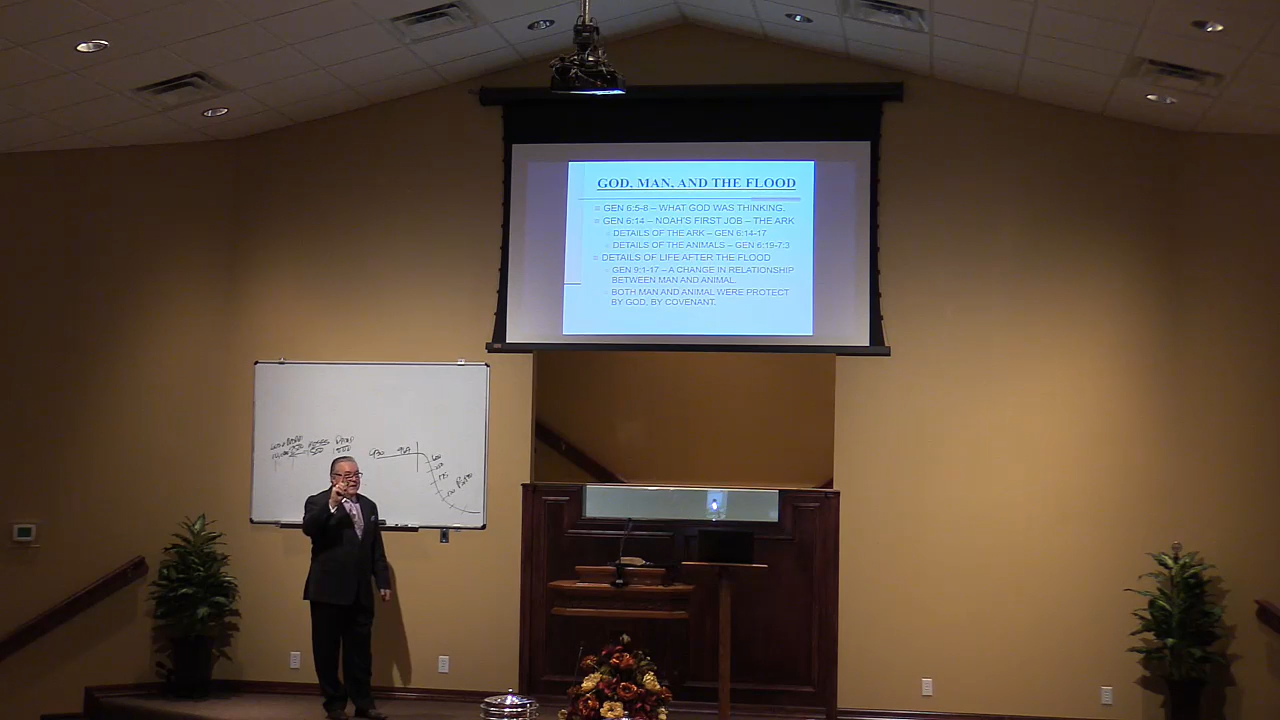 GOD, MAN, AND THE FLOOD
GEN 6:5-8 – WHAT GOD WAS THINKING.
GEN 6:14 – NOAH'S FIRST JOB – THE ARK
DETAILS OF THE ARK – GEN 6:14-17
DETAILS OF THE ANIMALS – GEN 6:19-7:3
DETAILS OF LIFE AFTER THE FLOOD
GEN 9:1-17 – A CHANGE IN RELATIONSHIP
BETWEEN MAN AND ANIMAL.
BOTH MAN AND ANIMAL WERE PROTECT
BY GOD, BY COVENANT.